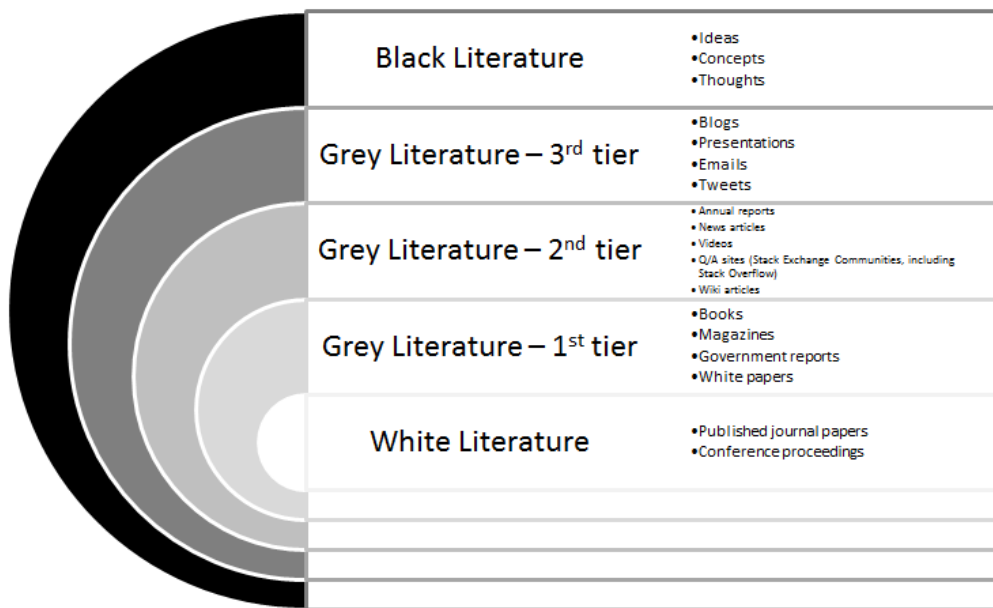 Black Literature
•Ideas
•Concepts
•Thoughts
Grey Literature – 3rd tier
•Blogs
•Presentations
•Emails
•Tweets
Grey Literature – 2nd tier
• Annual reports
• News articles
• Videos
• Q/A sites (Stack Exchange Communities, including
Stack Overflow)
• Wiki articles
Grey Literature – 1st tier
•Books
•Magazines
•Government reports
•White papers
White Literature
•Published journal papers
•Conference proceedings